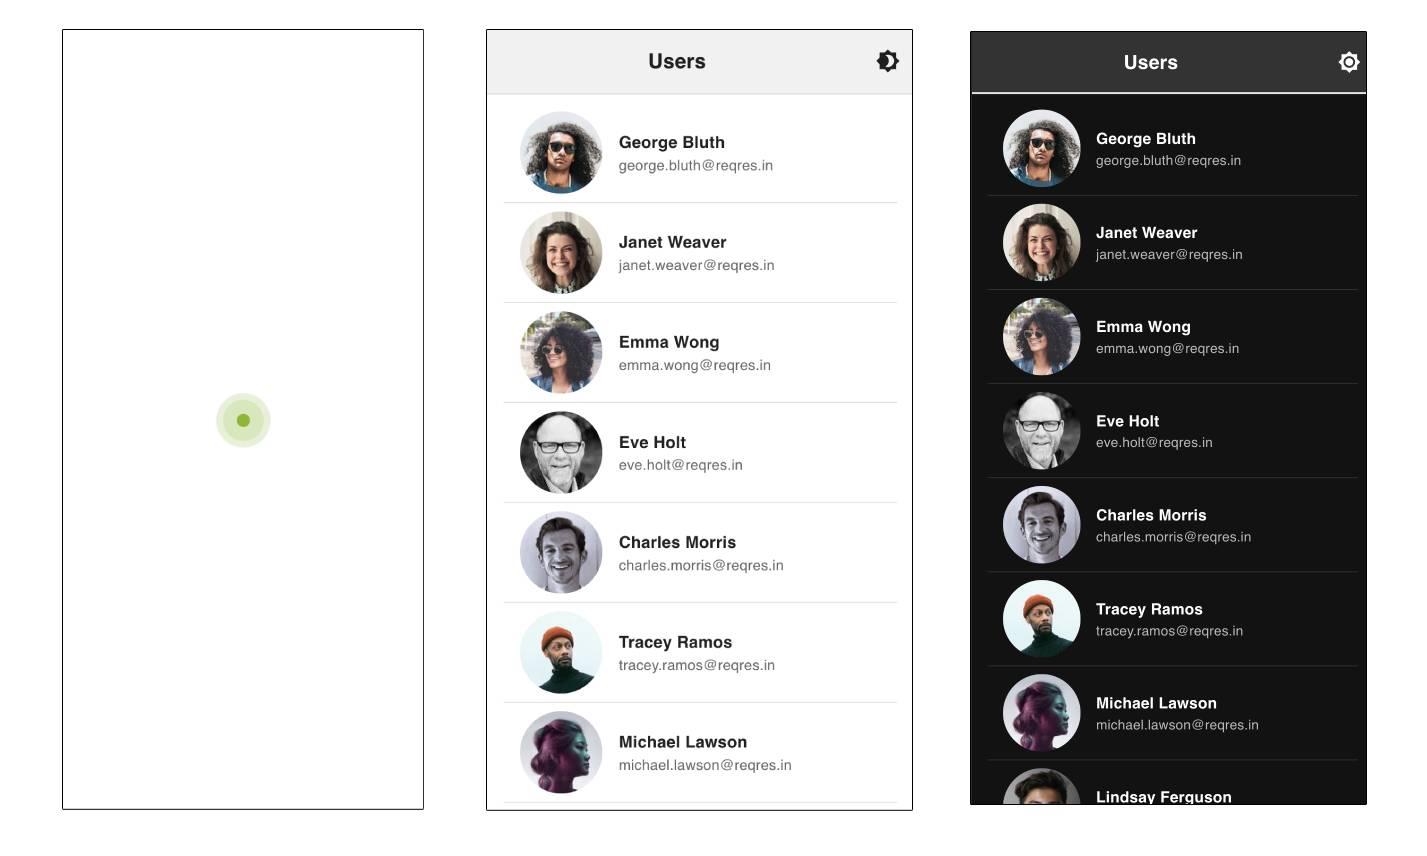 Users
George Bluth
george.bluth@reqres.in
Janet Weaver
janet.weaver@reqres.in
Emma Wong
emma.wong@reqres.in
Eve Holt
eve.holt@reqres.in
Charles Morris
charles.morris@reqres.in
Tracey Ramos
tracey.ramos@reqres.in
Michael Lawson
michael.lawson@reqres.in
Users
George Bluth
george.bluth@reqres.in
Janet Weaver
janet.weaver@reqres.in
Emma Wong
emma.wong@reqres.in
Eve Holt
eve.holt@reqres.in
Charles Morris
charles.morris@reqres.in
Tracey Ramos
tracey.ramos@reqres.in
Michael Lawson
michael.lawson@reqres.in
Lindsay Ferguson